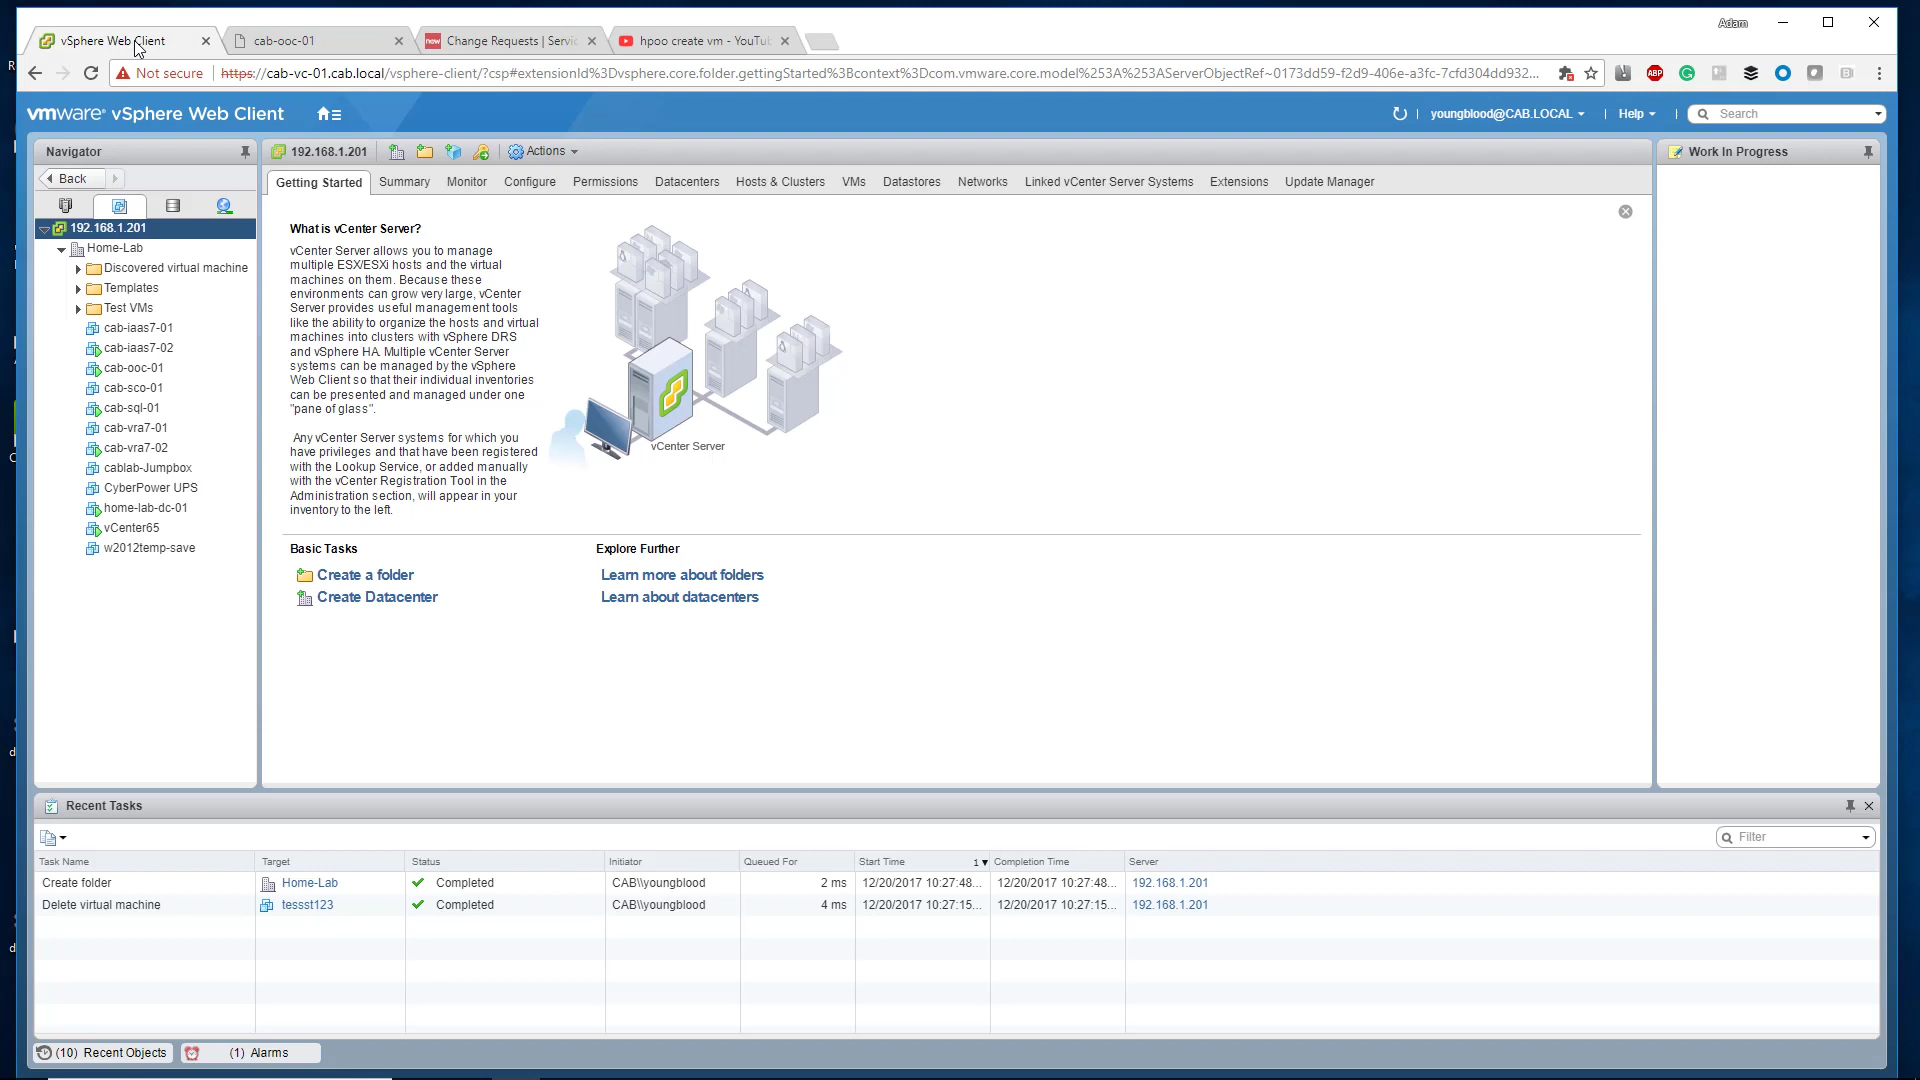 Adam
vSphere Web Client
cab-ooc-01
Change Requests | Servic
hpoo create vm - YouTu
Not secure
https://cab-vc-01.cab.local/vsphere-client/?csp#extensionId%3Dvsphere.core.folder.gettingStarted%3Bcontext%3Dcom.vmware.core.model%253A%253AServerObjectRef~0173dd59-f2d9-406e-a3fc-7cfd304dd932...
ABP
vmware® vSphere Web Client
youngblood@CAB.LOCAL
Help
Search
Navigator
192.168.1.201
Actions
Work In Progress
Back
Getting Started
Summary
Monitor
Configure
Permissions
Datacenters
Hosts & Clusters
VMs
Datastores
Networks
Linked vCenter Server Systems
Extensions
Update Manager
192.168.1.201
Home-Lab
Discovered virtual machine
Templates
Test VMs
cab-iaas7-01
cab-iaas7-02
cab-ooc-01
cab-sco-01
cab-sql-01
cab-vra7-01
cab-vra7-02
cablab-Jumpbox
CyberPower UPS
home-lab-dc-01
vCenter65
w2012temp-save
What is vCenter Server?
vCenter Server allows you to manage
multiple ESX/ESXi hosts and the virtual
machines on them. Because these
environments can grow very large, vCenter
Server provides useful management tools
like the ability to organize the hosts and virtual
machines into clusters with vSphere DRS
and vSphere HA. Multiple vCenter Server
systems can be managed by the vSphere
Web Client so that their individual inventories
can be presented and managed under one
"pane of glass".
Any vCenter Server systems for which you
have privileges and that have been registered
with the Lookup Service, or added manually
with the vCenter Registration Tool in the
Administration section, will appear in your
inventory to the left.
vCenter Server
Basic Tasks
Explore Further
Create a folder
Learn more about folders
Create Datacenter
Learn about datacenters
Recent Tasks
Filter
Task Name
Target
Status
Initiator
Queued For
Start Time
1
Completion Time
Server
Create folder
Home-Lab
Completed
CAB\\youngblood
2 ms
12/20/2017 10:27:48...
12/20/2017 10:27:48...
192.168.1.201
Delete virtual machine
tessst123
Completed
CAB\\youngblood
4 ms
12/20/2017 10:27:15...
12/20/2017 10:27:15...
192.168.1.201
(10) Recent Objects
(1) Alarms